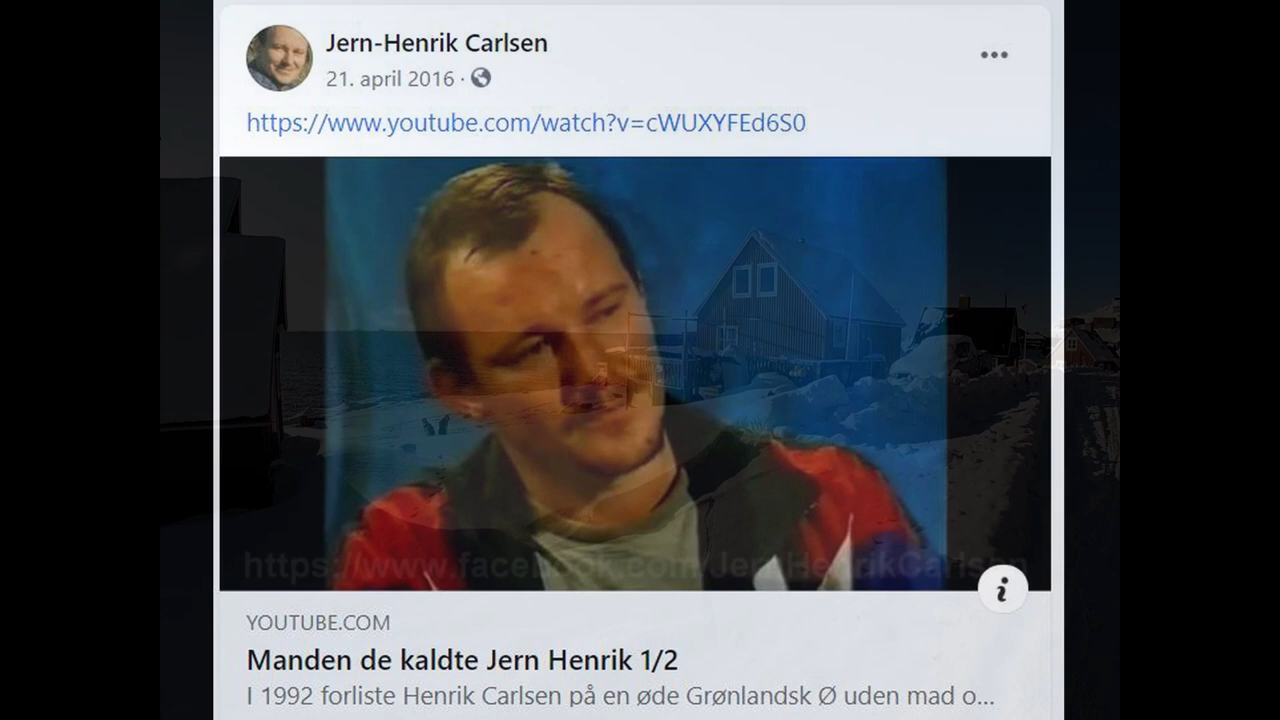 Jern-Henrik Carlsen
21. april 2016 ·
https://www.youtube.com/watch?v=cWUXYFEd6S0
https://www.facebook.com/JernHenrikCarlsen
YOUTUBE.COM
Manden de kaldte Jern Henrik 1/2
I 1992 forliste Henrik Carlsen på en øde Grønlandsk Ø uden mad o...